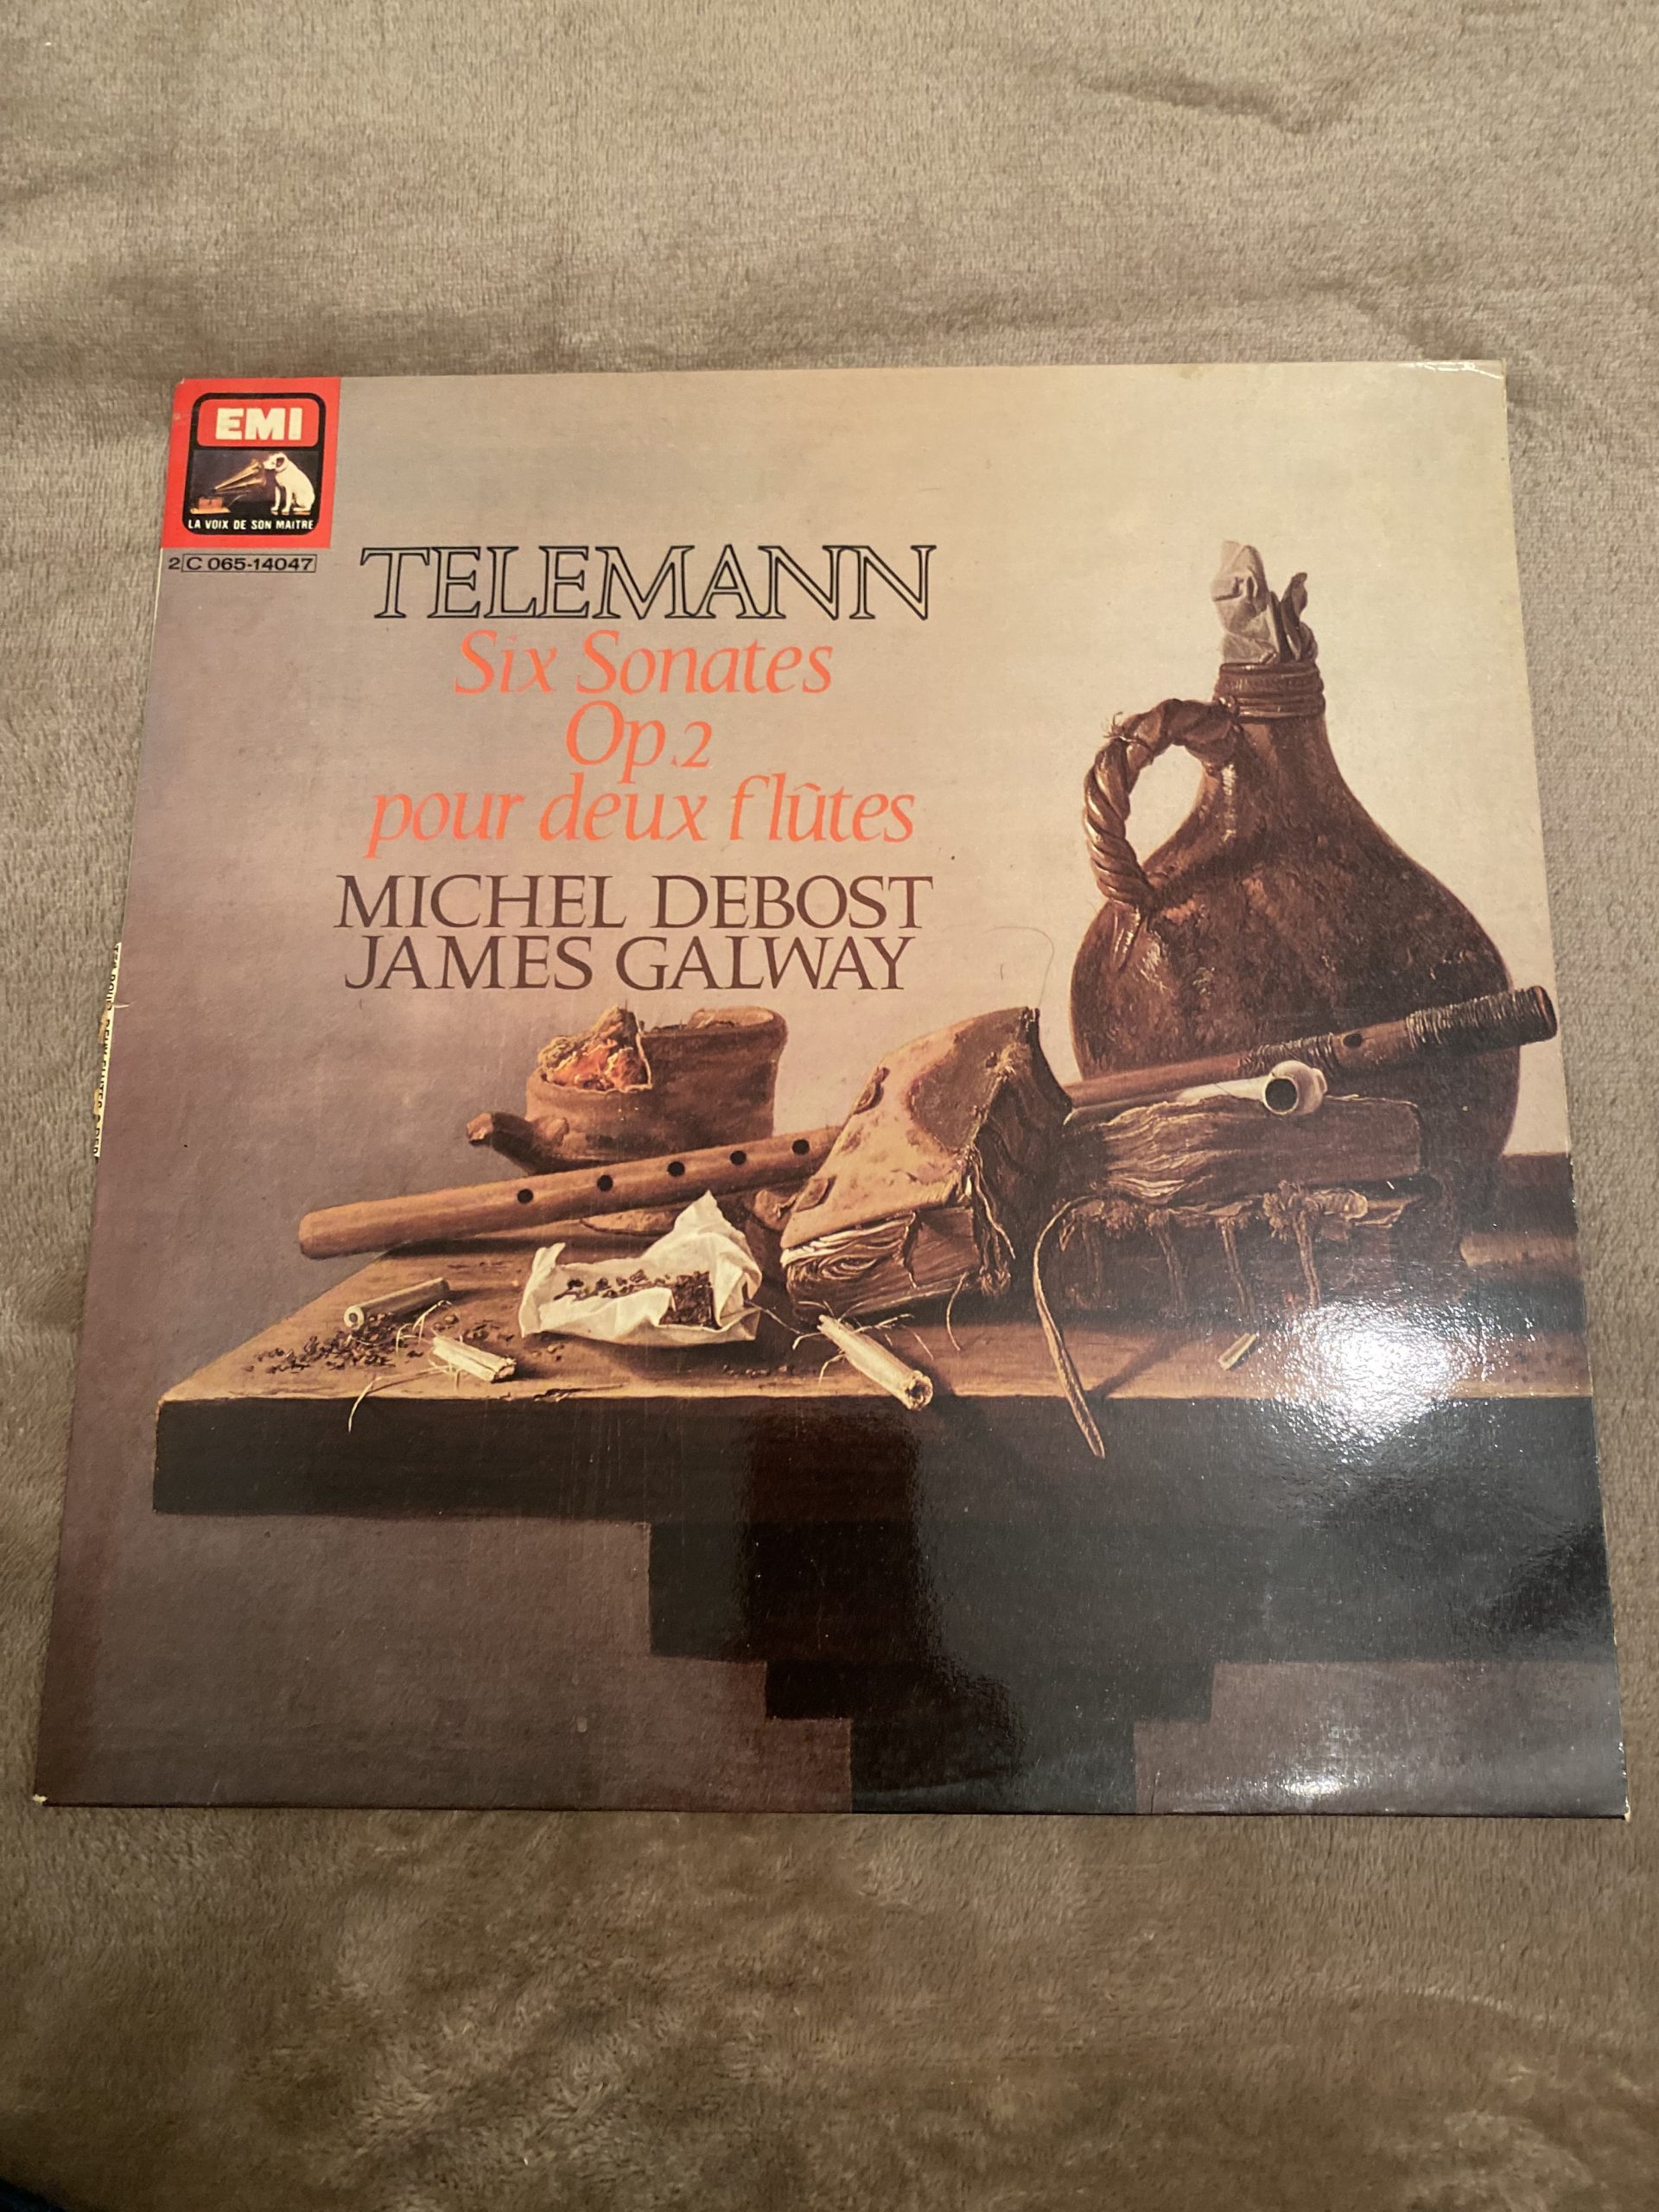 EMI
LA VOIX DE SON MAITRE
2 C 065-14047
TELEMANN
Six Sonates
Op.2
pour deux flûtes
MICHEL DEBOST
JAMES GALWAY